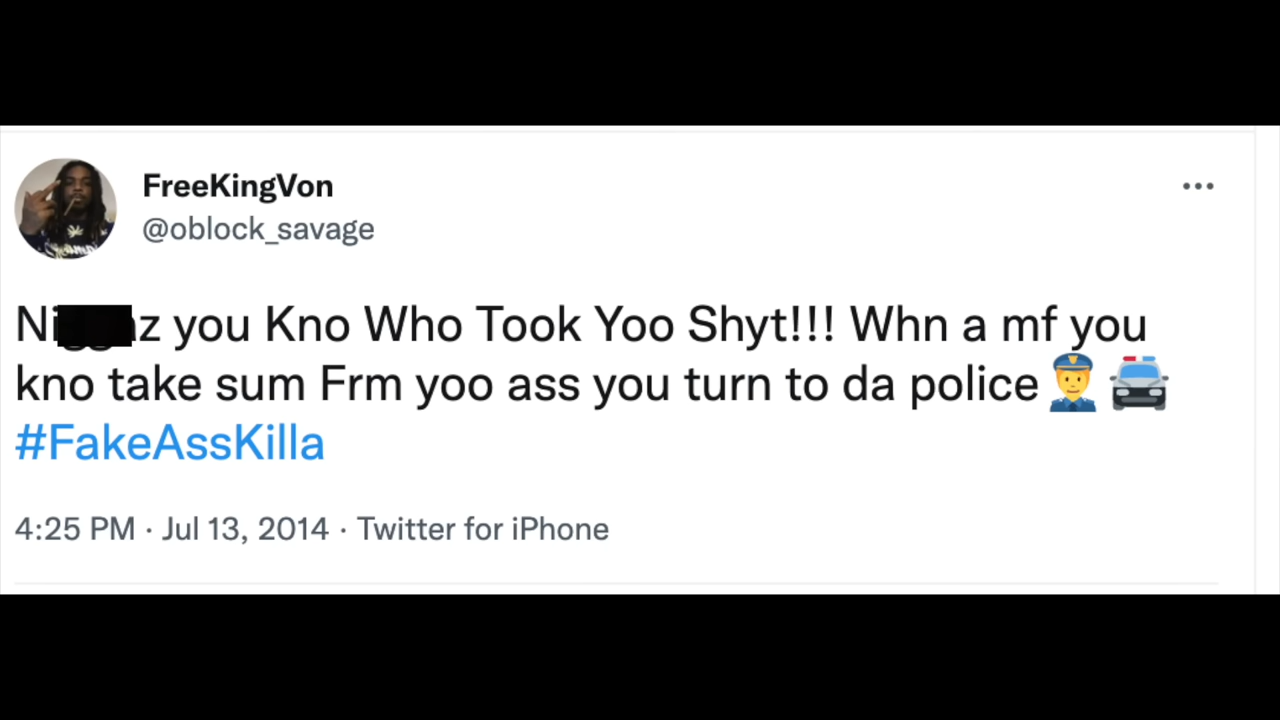 FreeKingVon
@oblock_savage
you Kno Who Took Yoo Shyt!!! Whn a mf you
kno take sum Frm yoo ass you turn to da police
#FakeAssKilla
4:25 PM · Jul 13, 2014 · Twitter for iPhone